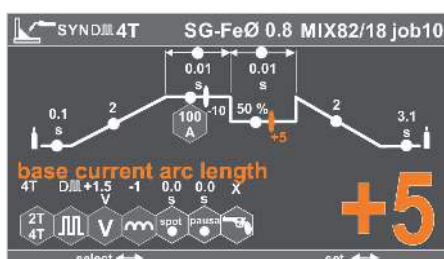 SYND 4T SG-FeØ 0.8 MIX82/18 job10
0.01 0.01
s s
0.1 2 100 -10 50 % 2 3.1
s A +5 s
base current arc length
4T D +1.5 -1 0.0 0.0 X
V s s
2T V spot pausa
4T
+5
select set